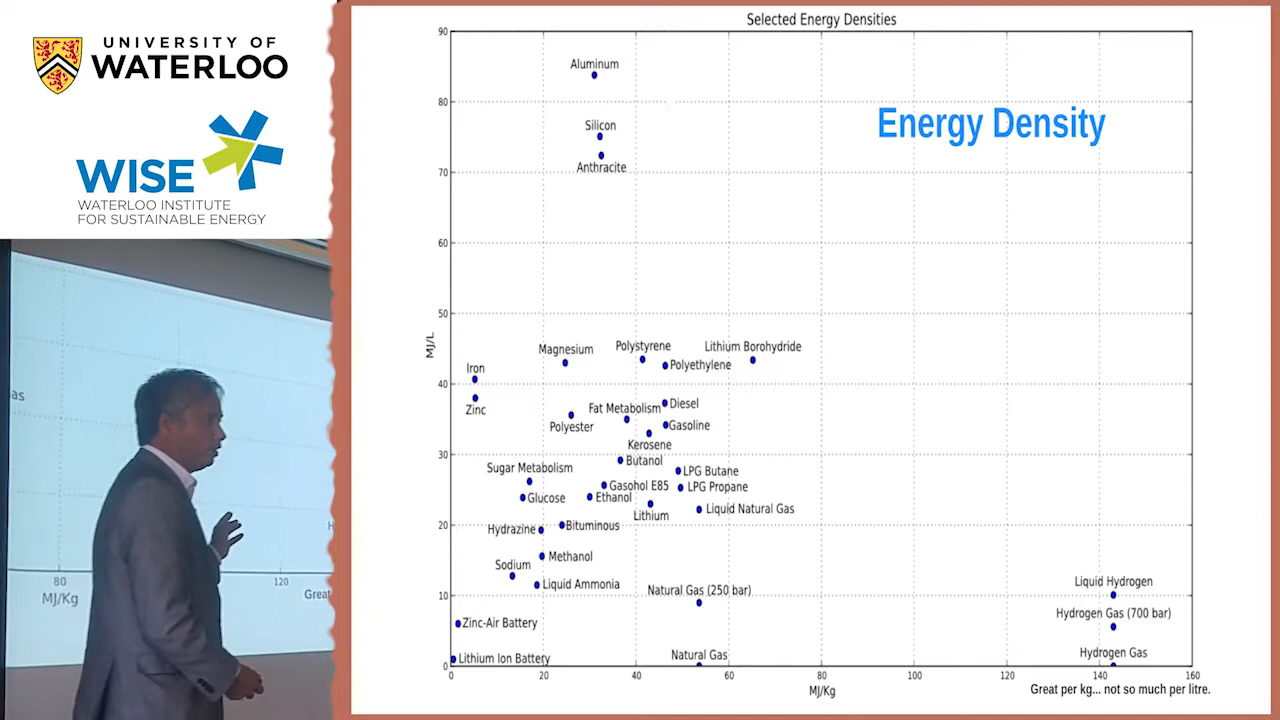 UNIVERSITY OF
WATERLOO
WISE
WATERLOO INSTITUTE
FOR SUSTAINABLE ENERGY
as
80
120
MJ/Kg
H
Great
Selected Energy Densities
Energy Density
90
80
70
60
50
40
30
20
10
0
MJ/L
Aluminum
Silicon
Anthracite
Polystyrene
Lithium Borohydride
Magnesium
Polyethylene
Iron
Zinc
Fat Metabolism
Diesel
Polyester
Gasoline
Kerosene
Butanol
Sugar Metabolism
LPG Butane
Gasohol E85
LPG Propane
Glucose
Ethanol
Lithium
Liquid Natural Gas
Hydrazine
Bituminous
Methanol
Sodium
Liquid Ammonia
Natural Gas (250 bar)
Liquid Hydrogen
Hydrogen Gas (700 bar)
Zinc-Air Battery
Lithium Ion Battery
Natural Gas
Hydrogen Gas
0 20 40 60 80 100 120 140 160
MJ/Kg
Great per kg... not so much per litre.